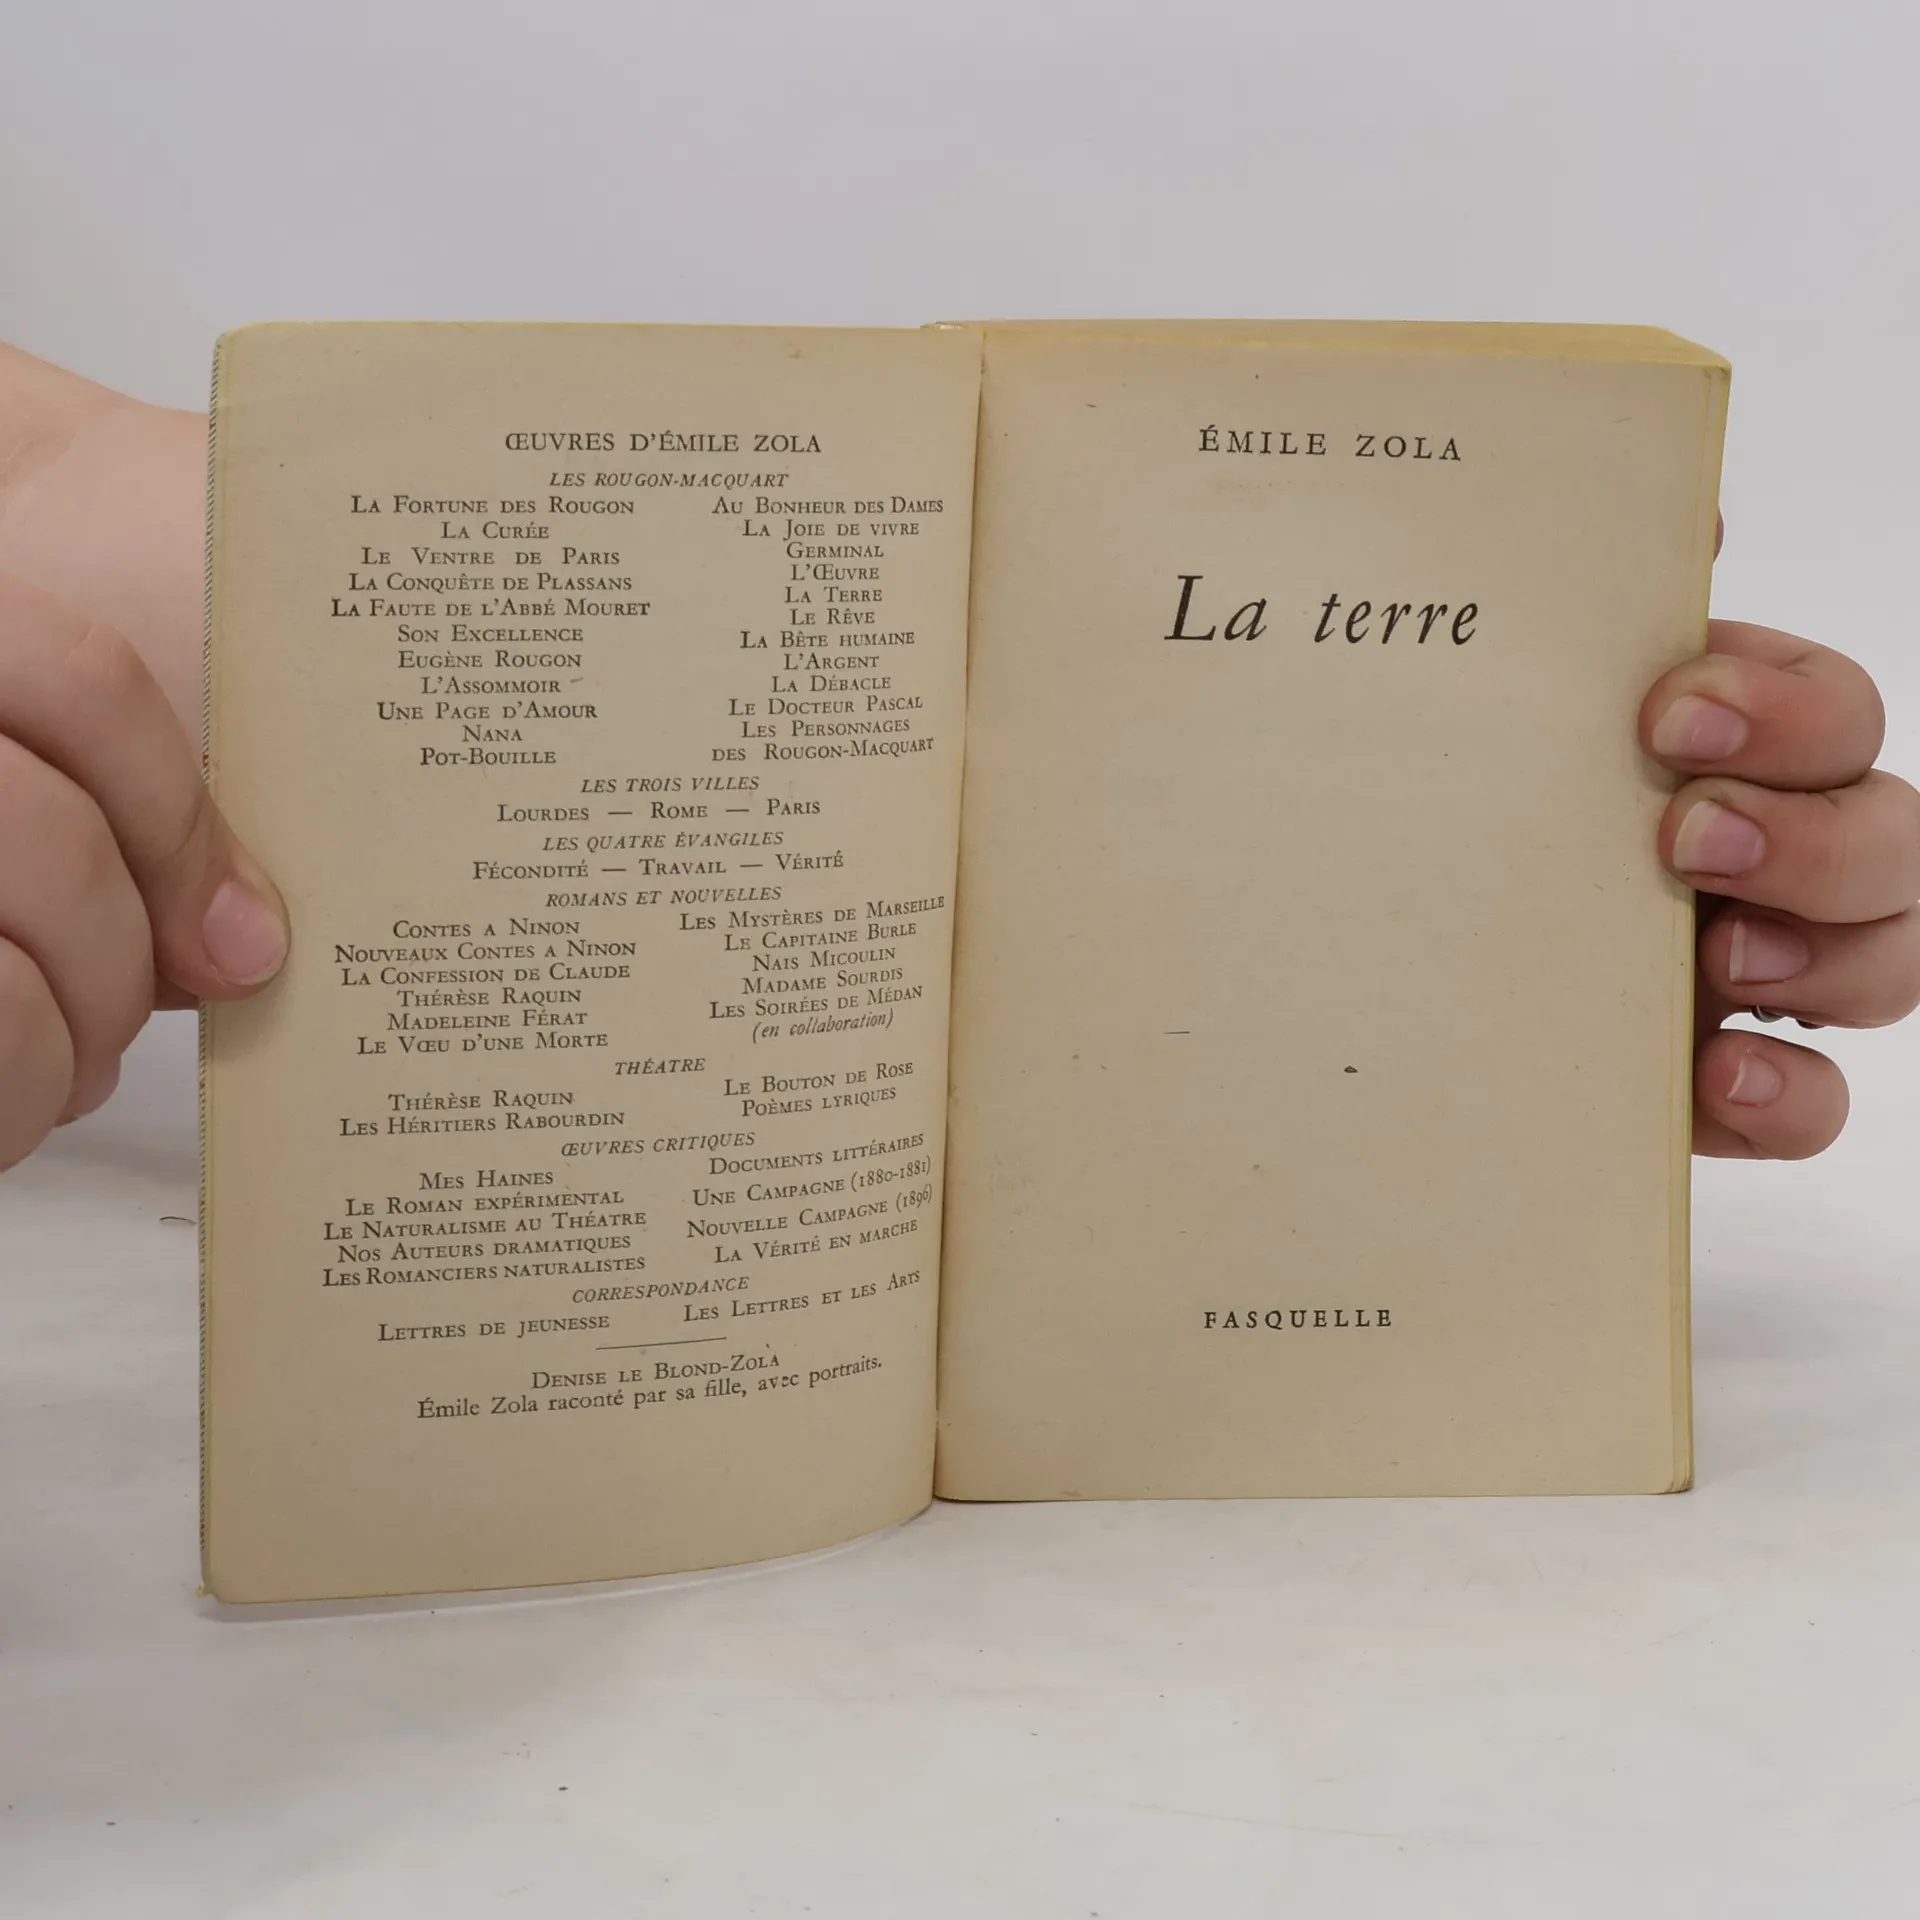 ŒUVRES D'ÉMILE ZOLA
LES ROUGON-MACQUART
LA FORTUNE DES ROUGON
LA CURÉE
LE VENTRE DE PARIS
LA CONQUÊTE DE PLASSANS
LA FAUTE DE L'ABBÉ MOURET
SON EXCELLENCE
EUGÈNE ROUGON
L'ASSOMMOIR
UNE PAGE D'AMOUR
NANA
POT-BOUILLE
AU BONHEUR DES DAMES
LA JOIE DE VIVRE
GERMINAL
L'ŒUVRE
LA TERRE
LE RÊVE
LA BÊTE HUMAINE
L'ARGENT
LA DÉBACLE
LE DOCTEUR PASCAL
LES PERSONNAGES
DES ROUGON-MACQUART
LES TROIS VILLES
LOURDES — ROME — PARIS
LES QUATRE ÉVANGILES
FÉCONDITÉ — TRAVAIL — VÉRITÉ
ROMANS ET NOUVELLES
CONTES A NINON
NOUVEAUX CONTES A NINON
LA CONFESSION DE CLAUDE
THÉRÈSE RAQUIN
MADELEINE FÉRAT
LE VŒU D'UNE MORTE
LES MYSTÈRES DE MARSEILLE
LE CAPITAINE BURLE
NAIS MICOULIN
MADAME SOURDIS
LES SOIRÉES DE MÉDAN
(en collaboration)
THÉATRE
THÉRÈSE RAQUIN
LES HÉRITIERS RABOURDIN
LE BOUTON DE ROSE
POÈMES LYRIQUES
ŒUVRES CRITIQUES
MES HAINES
LE ROMAN EXPÉRIMENTAL
LE NATURALISME AU THÉATRE
NOS AUTEURS DRAMATIQUES
LES ROMANCIERS NATURALISTES
DOCUMENTS LITTÉRAIRES
UNE CAMPAGNE (1880-1881)
NOUVELLE CAMPAGNE (1896)
LA VÉRITÉ EN MARCHE
CORRESPONDANCE
LETTRES DE JEUNESSE
LES LETTRES ET LES ARTS
DENISE LE BLOND-ZOLA
Émile Zola raconté par sa fille, avec portraits.
ÉMILE ZOLA
La terre
FASQUELLE